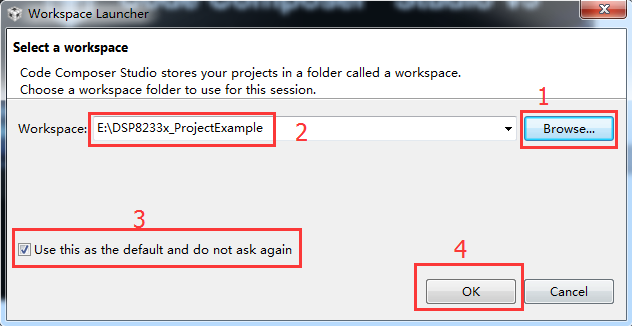 Workspace Launcher
Select a workspace
Code Composer Studio stores your projects in a folder called a workspace.
Choose a workspace folder to use for this session.
1
Workspace: E:\DSP8233x_ProjectExample 2 Browse...
3
Use this as the default and do not ask again
4
OK Cancel